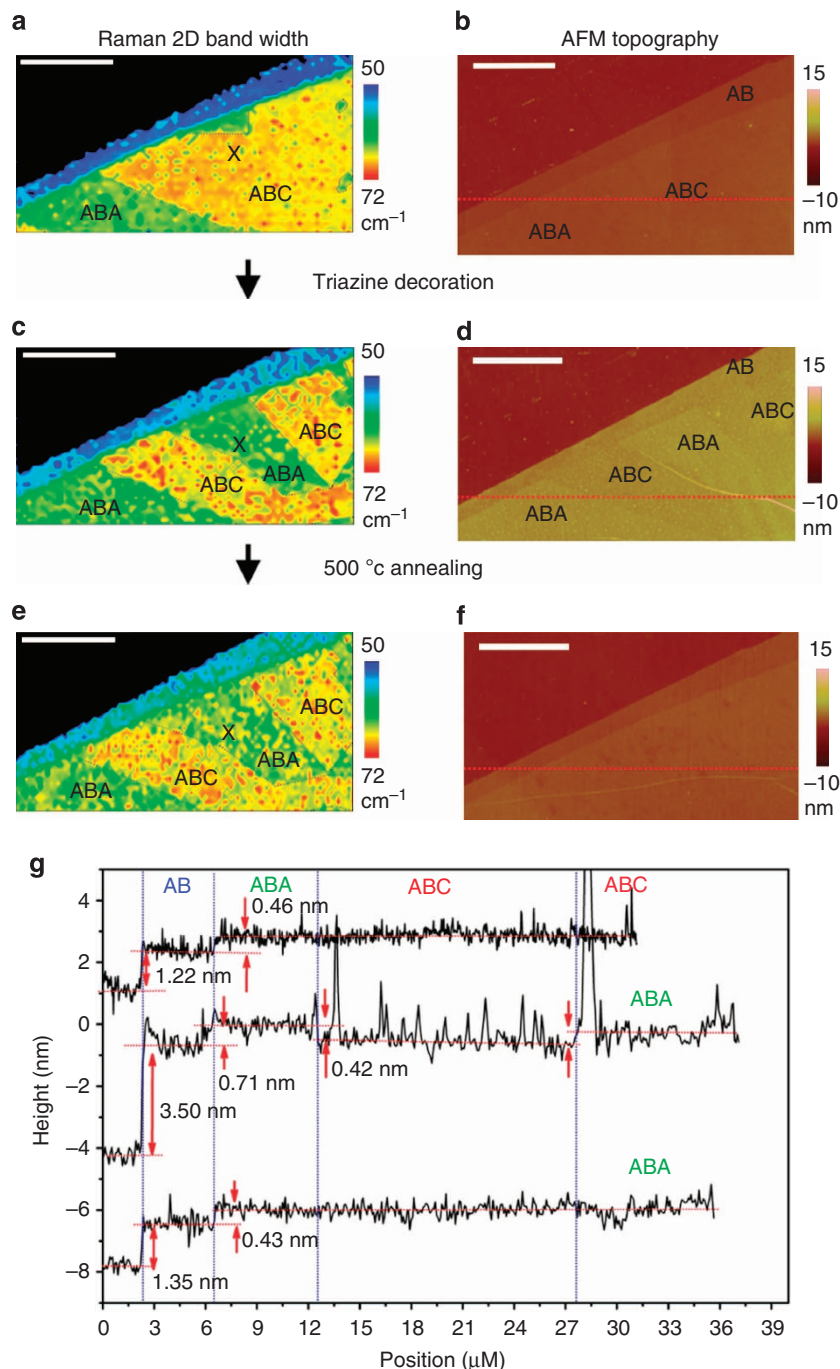 a
Raman 2D band width
50
X
ABC
ABA
72
cm⁻¹
b
AFM topography
15
AB
ABC
ABA
–10
nm
Triazine decoration
c
50
X
ABC
ABC
ABA
ABA
72
cm⁻¹
d
15
AB
ABC
ABA
ABC
ABA
–10
nm
500 °c annealing
e
50
X
ABC
ABA
ABC
ABA
72
cm⁻¹
f
15
–10
nm
g
AB
ABA
ABC
ABC
0.46 nm
1.22 nm
ABA
0.42 nm
0.71 nm
3.50 nm
ABA
0.43 nm
1.35 nm
4
2
0
–2
–4
–6
–8
Height (nm)
0 3 6 9 12 15 18 21 24 27 30 33 36 39
Position (μM)